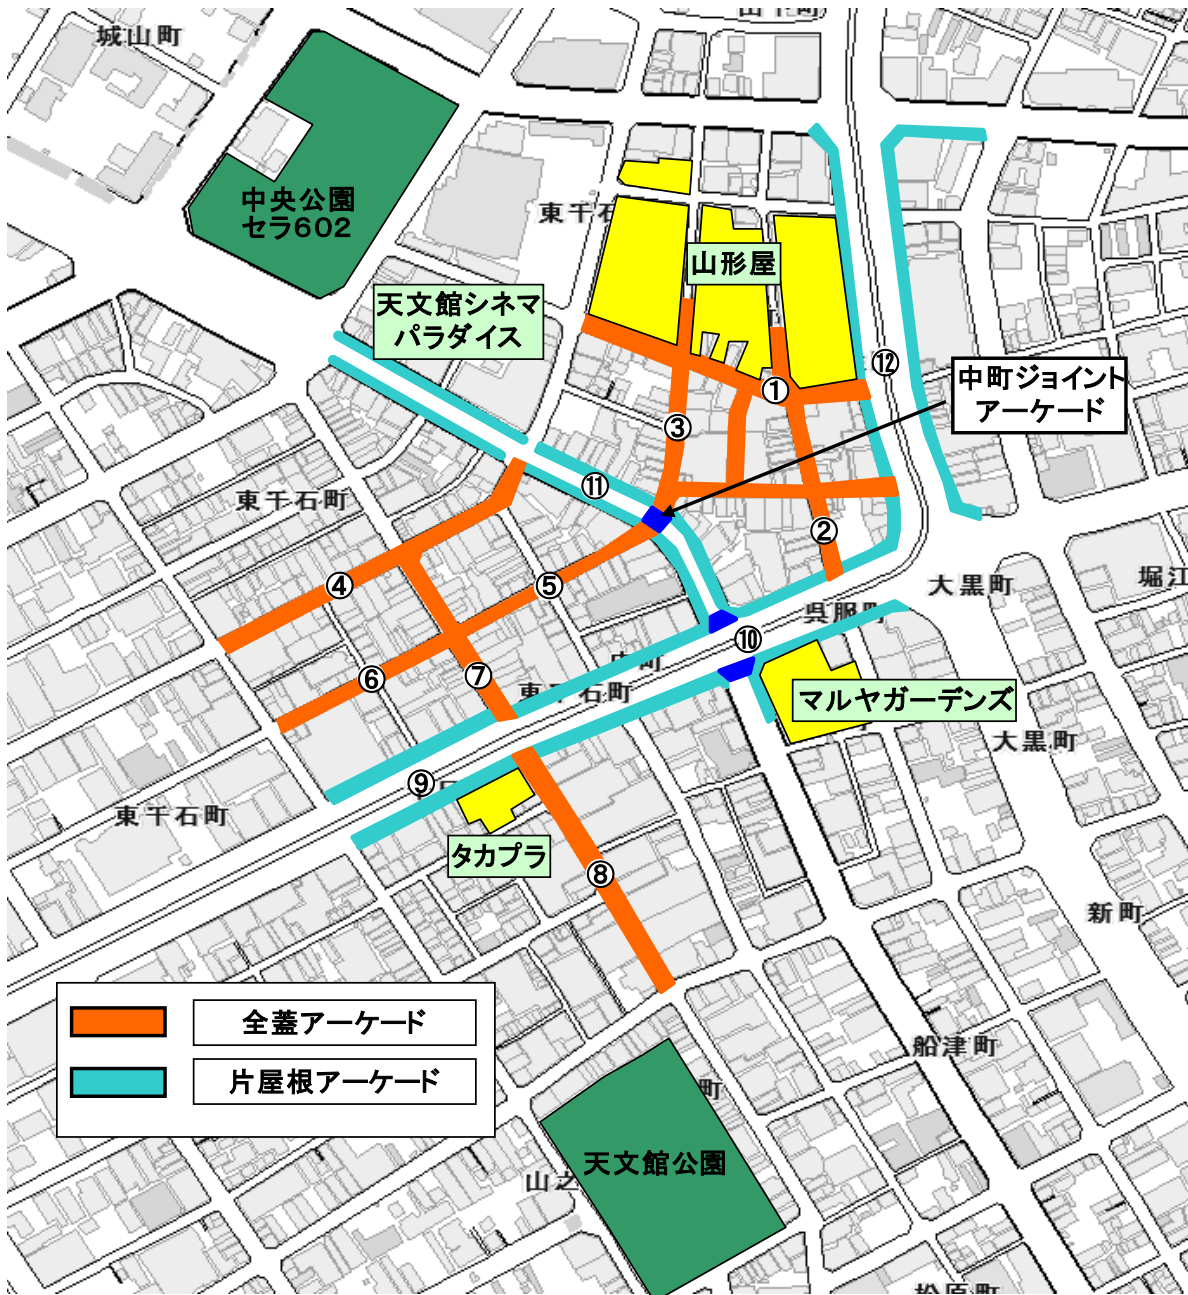 城山町
山下町
中央公園
セラ602
東千石
山形屋
天文館シネマ
パラダイス
⑫
中町ジョイント
アーケード
①
③
東千石町
⑪
②
④
⑤
大黒町
堀江
呉服町
⑩
中町
⑥
⑦
東千石町
マルヤガーデンズ
大黒町
⑨
東千石町
タカプラ
⑧
新町
全蓋アーケード
片屋根アーケード
船津町
町
天文館公園
山之
松原町